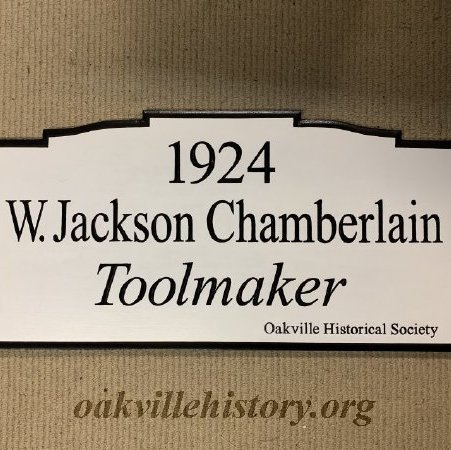 1924
W. Jackson Chamberlain
Toolmaker
Oakville Historical Society
oakvillehistory.org